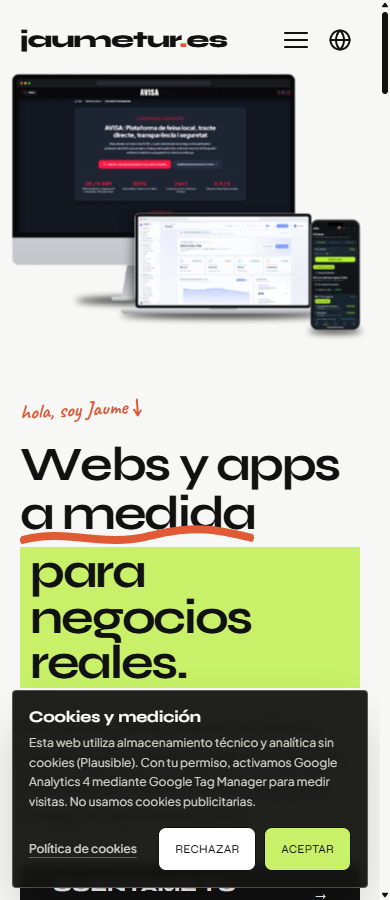 jaumetur.es
AVISA
AVISA: Plataforma de feina local, tracte
directe, transparència i seguretat
hola, soy Jaume
Webs y apps
a medida
para
negocios
reales.
Cookies y medición
Esta web utiliza almacenamiento técnico y analítica sin
cookies (Plausible). Con tu permiso, activamos Google
Analytics 4 mediante Google Tag Manager para medir
visitas. No usamos cookies publicitarias.
Política de cookies
RECHAZAR
ACEPTAR